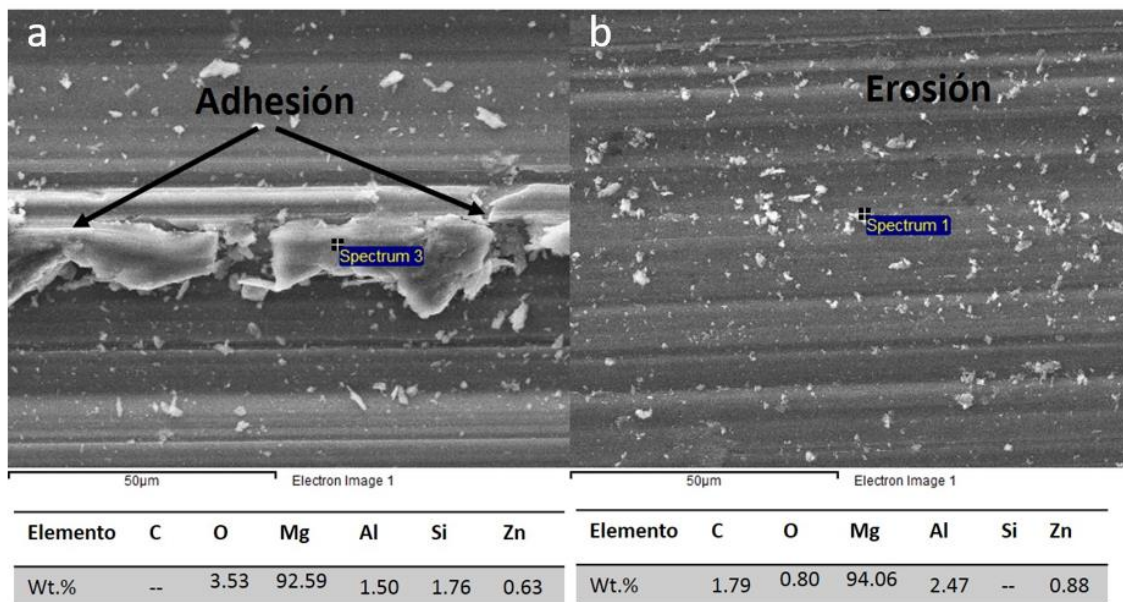 a
Adhesión
Spectrum 3
50µm Electron Image 1
Elemento C O Mg Al Si Zn
Wt.% -- 3.53 92.59 1.50 1.76 0.63
b
Erosión
Spectrum 1
50µm Electron Image 1
Elemento C O Mg Al Si Zn
Wt.% 1.79 0.80 94.06 2.47 -- 0.88